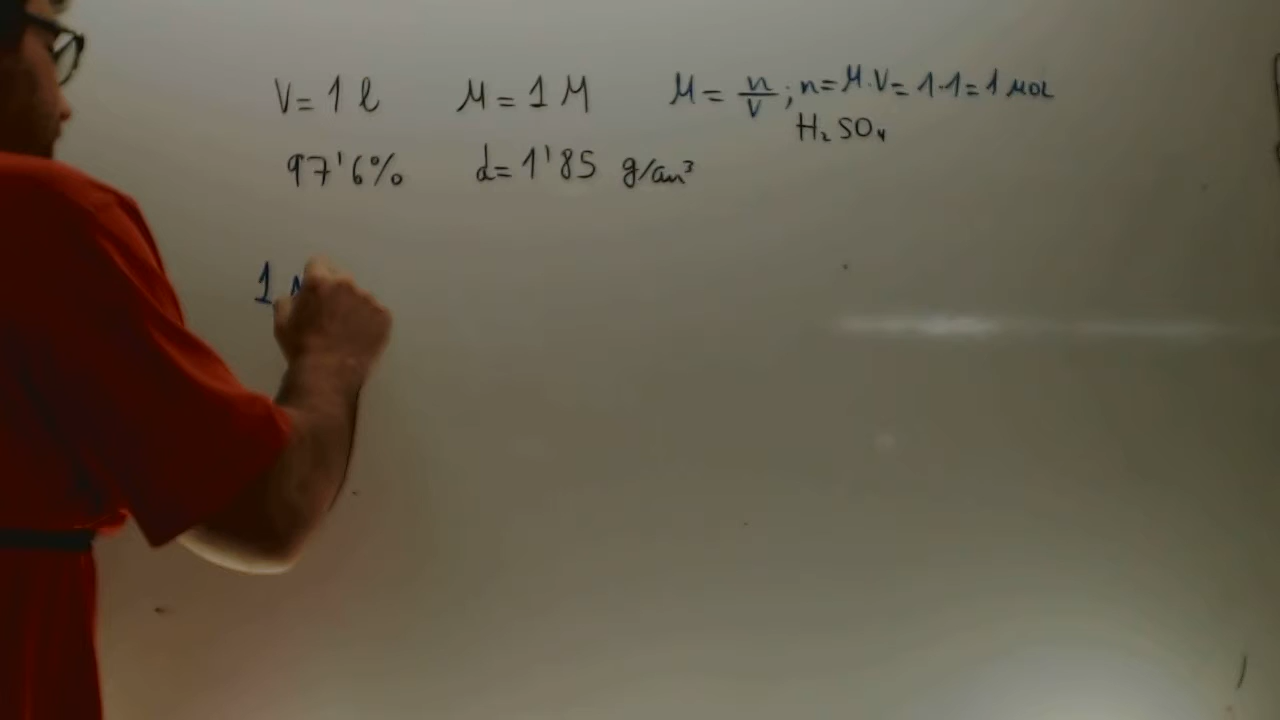 V = 1 l M = 1 M M = n/V ; n = M·V = 1·1 = 1 MOL
H₂SO₄
97'6% d = 1'85 g/cm³
1